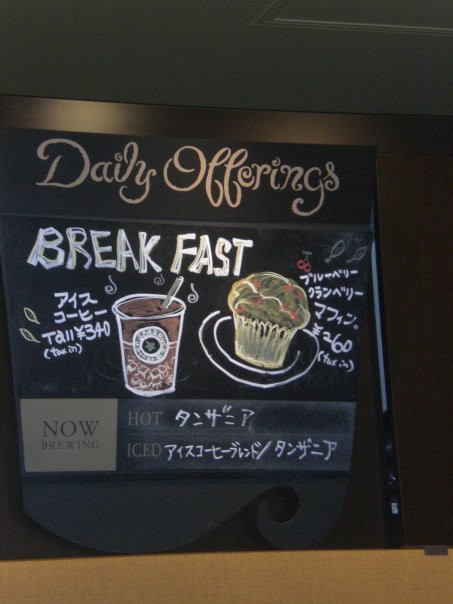 Daily Offerings
BREAK FAST
アイス
コーヒー
Tall ¥340
(tax in)
ブルーベリー
クランベリー
マフィン。
¥260
(tax in)
NOW
BREWING
HOT タンザニア
ICED アイスコーヒーブレンド/タンザニア